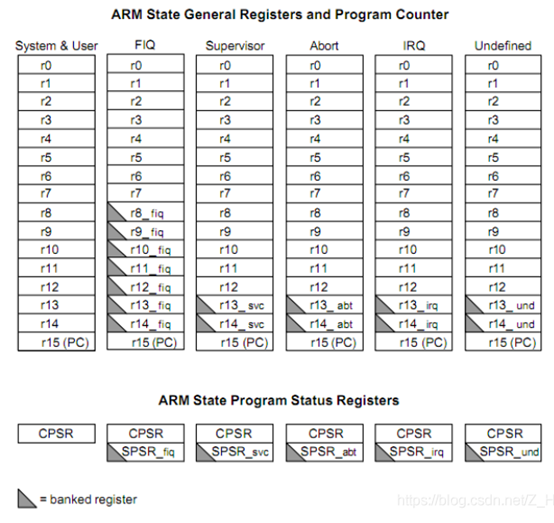 ARM State General Registers and Program Counter
System & User FIQ Supervisor Abort IRQ Undefined
r0 r0 r0 r0 r0 r0
r1 r1 r1 r1 r1 r1
r2 r2 r2 r2 r2 r2
r3 r3 r3 r3 r3 r3
r4 r4 r4 r4 r4 r4
r5 r5 r5 r5 r5 r5
r6 r6 r6 r6 r6 r6
r7 r7 r7 r7 r7 r7
r8 r8_fiq r8 r8 r8 r8
r9 r9_fiq r9 r9 r9 r9
r10 r10_fiq r10 r10 r10 r10
r11 r11_fiq r11 r11 r11 r11
r12 r12_fiq r12 r12 r12 r12
r13 r13_fiq r13_svc r13_abt r13_irq r13_und
r14 r14_fiq r14_svc r14_abt r14_irq r14_und
r15 (PC) r15 (PC) r15 (PC) r15 (PC) r15 (PC) r15 (PC)
ARM State Program Status Registers
CPSR CPSR CPSR CPSR CPSR CPSR
SPSR_fiq SPSR_svc SPSR_abt SPSR_irq SPSR_und
= banked register
https://blog.csdn.net/Z_H